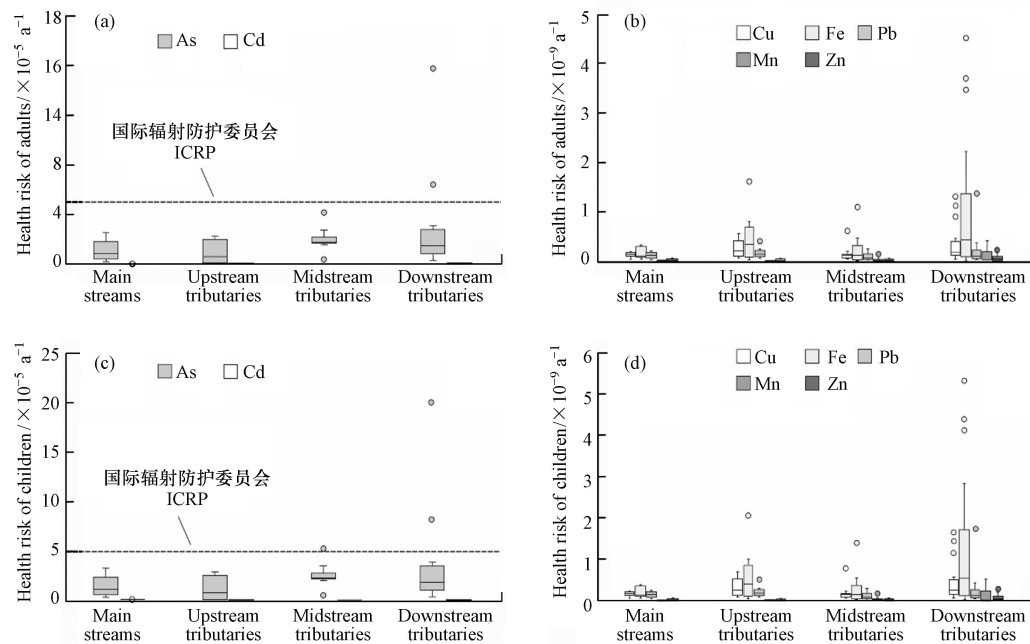 (a)
As
Cd
Health risk of adults/×10⁻⁵ a⁻¹
18
16
14
8
4
0
国际辐射防护委员会
ICRP
Main
streams
Upstream
tributaries
Midstream
tributaries
Downstream
tributaries
(b)
Cu
Fe
Pb
Mn
Zn
Health risk of adults/×10⁻⁹ a⁻¹
5
4
3
2
1
0
Main
streams
Upstream
tributaries
Midstream
tributaries
Downstream
tributaries
(c)
As
Cd
Health risk of children/×10⁻⁵ a⁻¹
25
20
15
10
5
0
国际辐射防护委员会
ICRP
Main
streams
Upstream
tributaries
Midstream
tributaries
Downstream
tributaries
(d)
Cu
Fe
Pb
Mn
Zn
Health risk of children/×10⁻⁹ a⁻¹
6
5
4
3
2
1
0
Main
streams
Upstream
tributaries
Midstream
tributaries
Downstream
tributaries